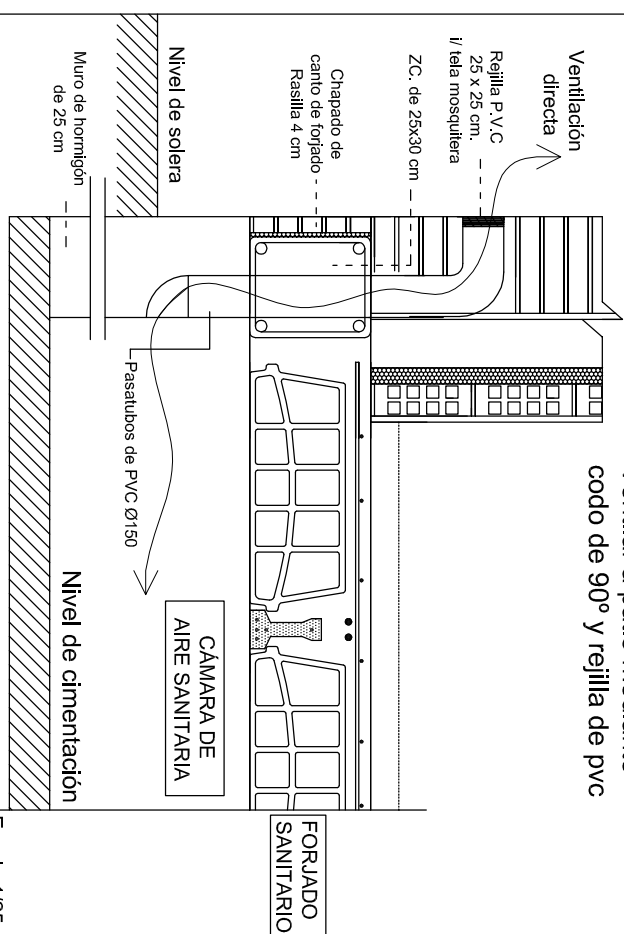 codo de 90º y rejilla de pvc
Ventilación
directa
Rejilla P.V.C
25 x 25 cm.
i/ tela mosquitera
ZC. de 25x30 cm
Chapado de
canto de forjado
Rasilla 4 cm
Nivel de solera
Muro de hormigón
de 25 cm
Pasatubos de PVC Ø150
FORJADO
SANITARIO
CÁMARA DE
AIRE SANITARIA
Nivel de cimentación